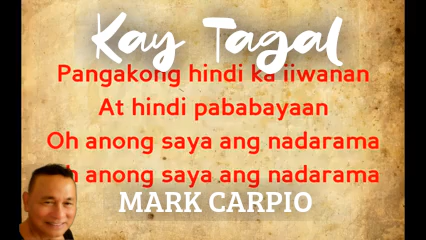 Kay Tagal
Pangakong hindi ka iiwanan
At hindi pababayaan
Oh anong saya ang nadarama
Oh anong saya ang nadarama
MARK CARPIO